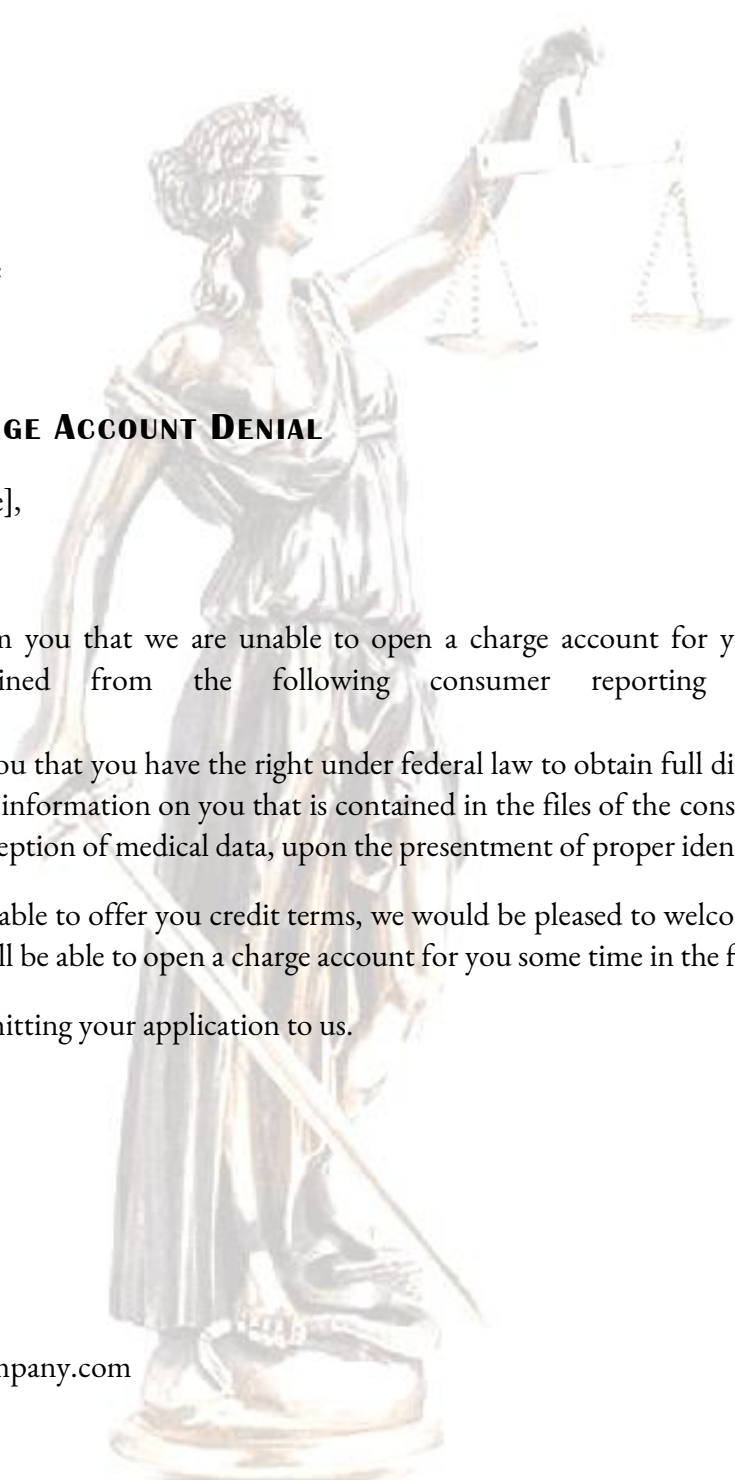 GE ACCOUNT DENIAL
e],
you that we are unable to open a charge account for y
ined from the following consumer reporting
ou that you have the right under federal law to obtain full di
information on you that is contained in the files of the cons
eption of medical data, upon the presentment of proper iden
able to offer you credit terms, we would be pleased to welco
ll be able to open a charge account for you some time in the f
itting your application to us.
mpany.com